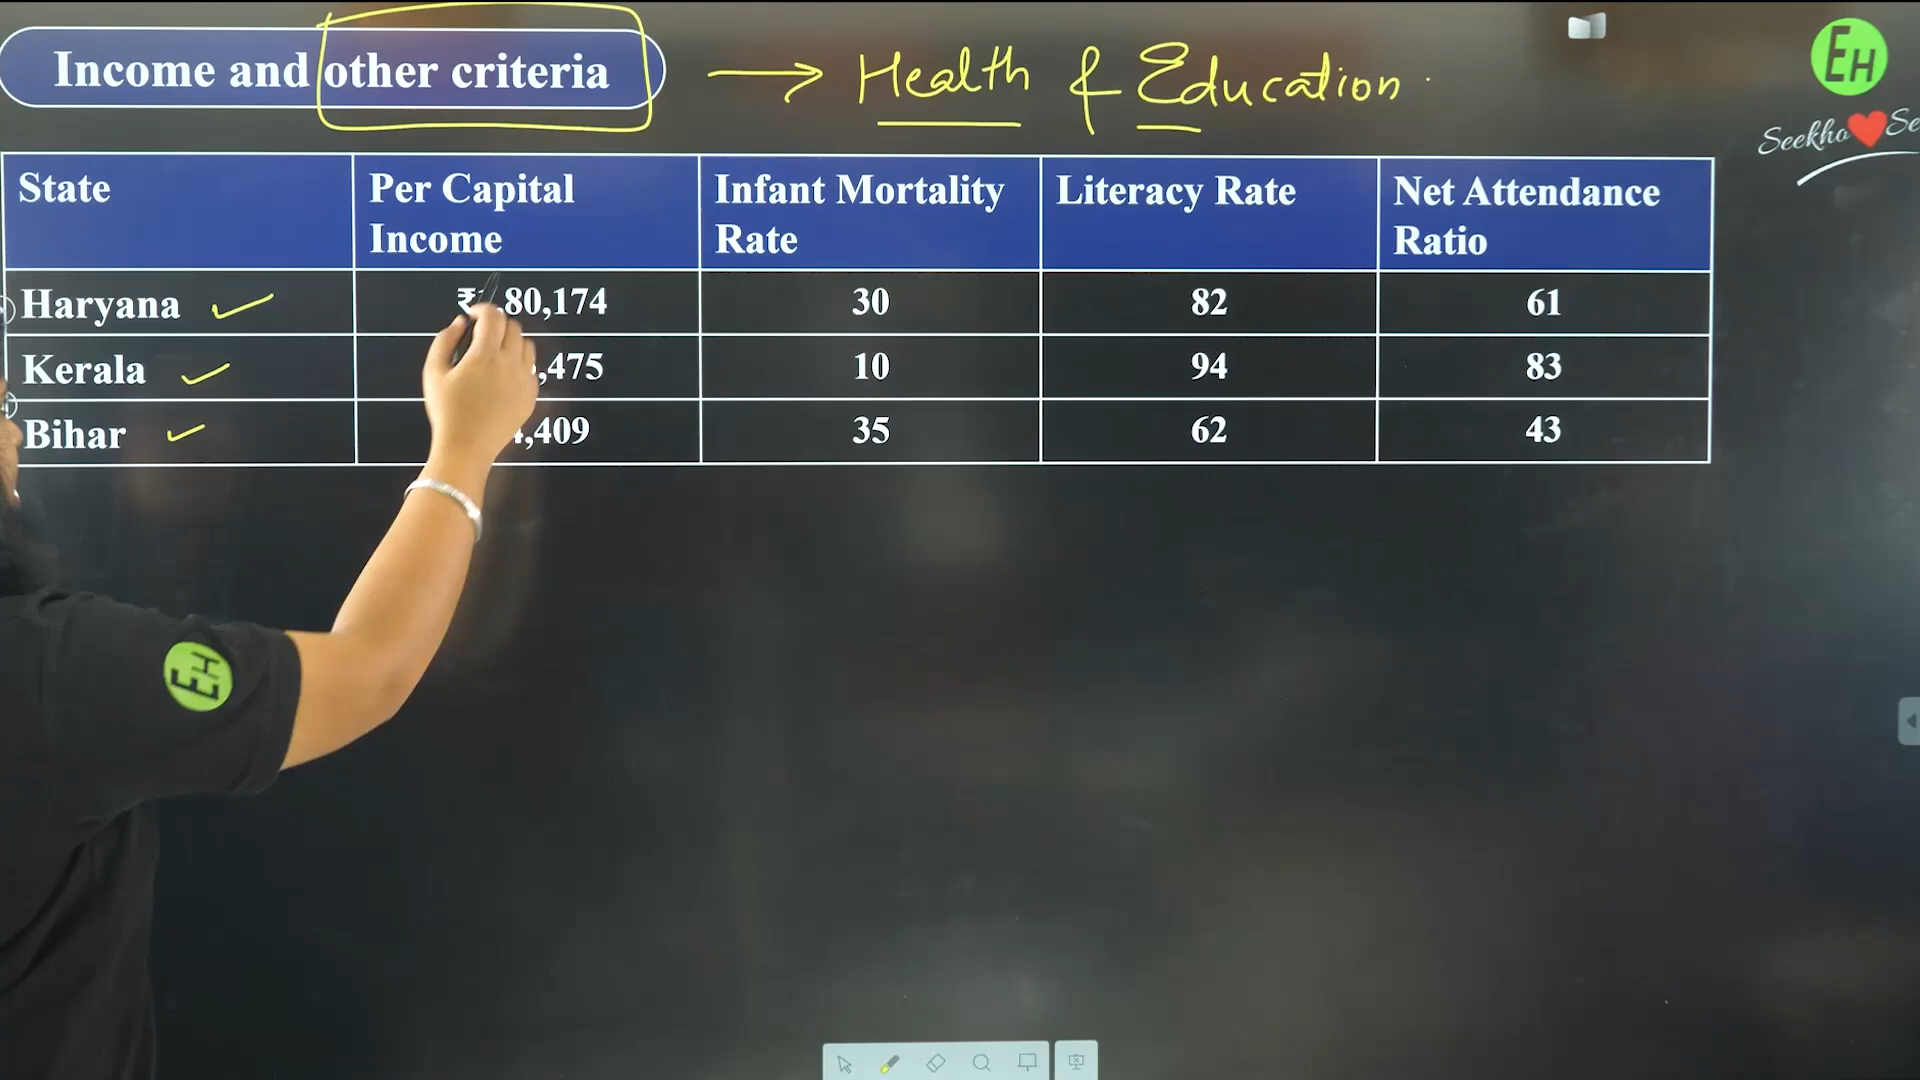 Income and other criteria → Health & Education
EH
Seekho ❤ Se
State
Per Capital
Income
Infant Mortality
Rate
Literacy Rate
Net Attendance
Ratio
Haryana ✓ 80,174 30 82 61
Kerala ✓ ,475 10 94 83
Bihar ✓ ,409 35 62 43
EH